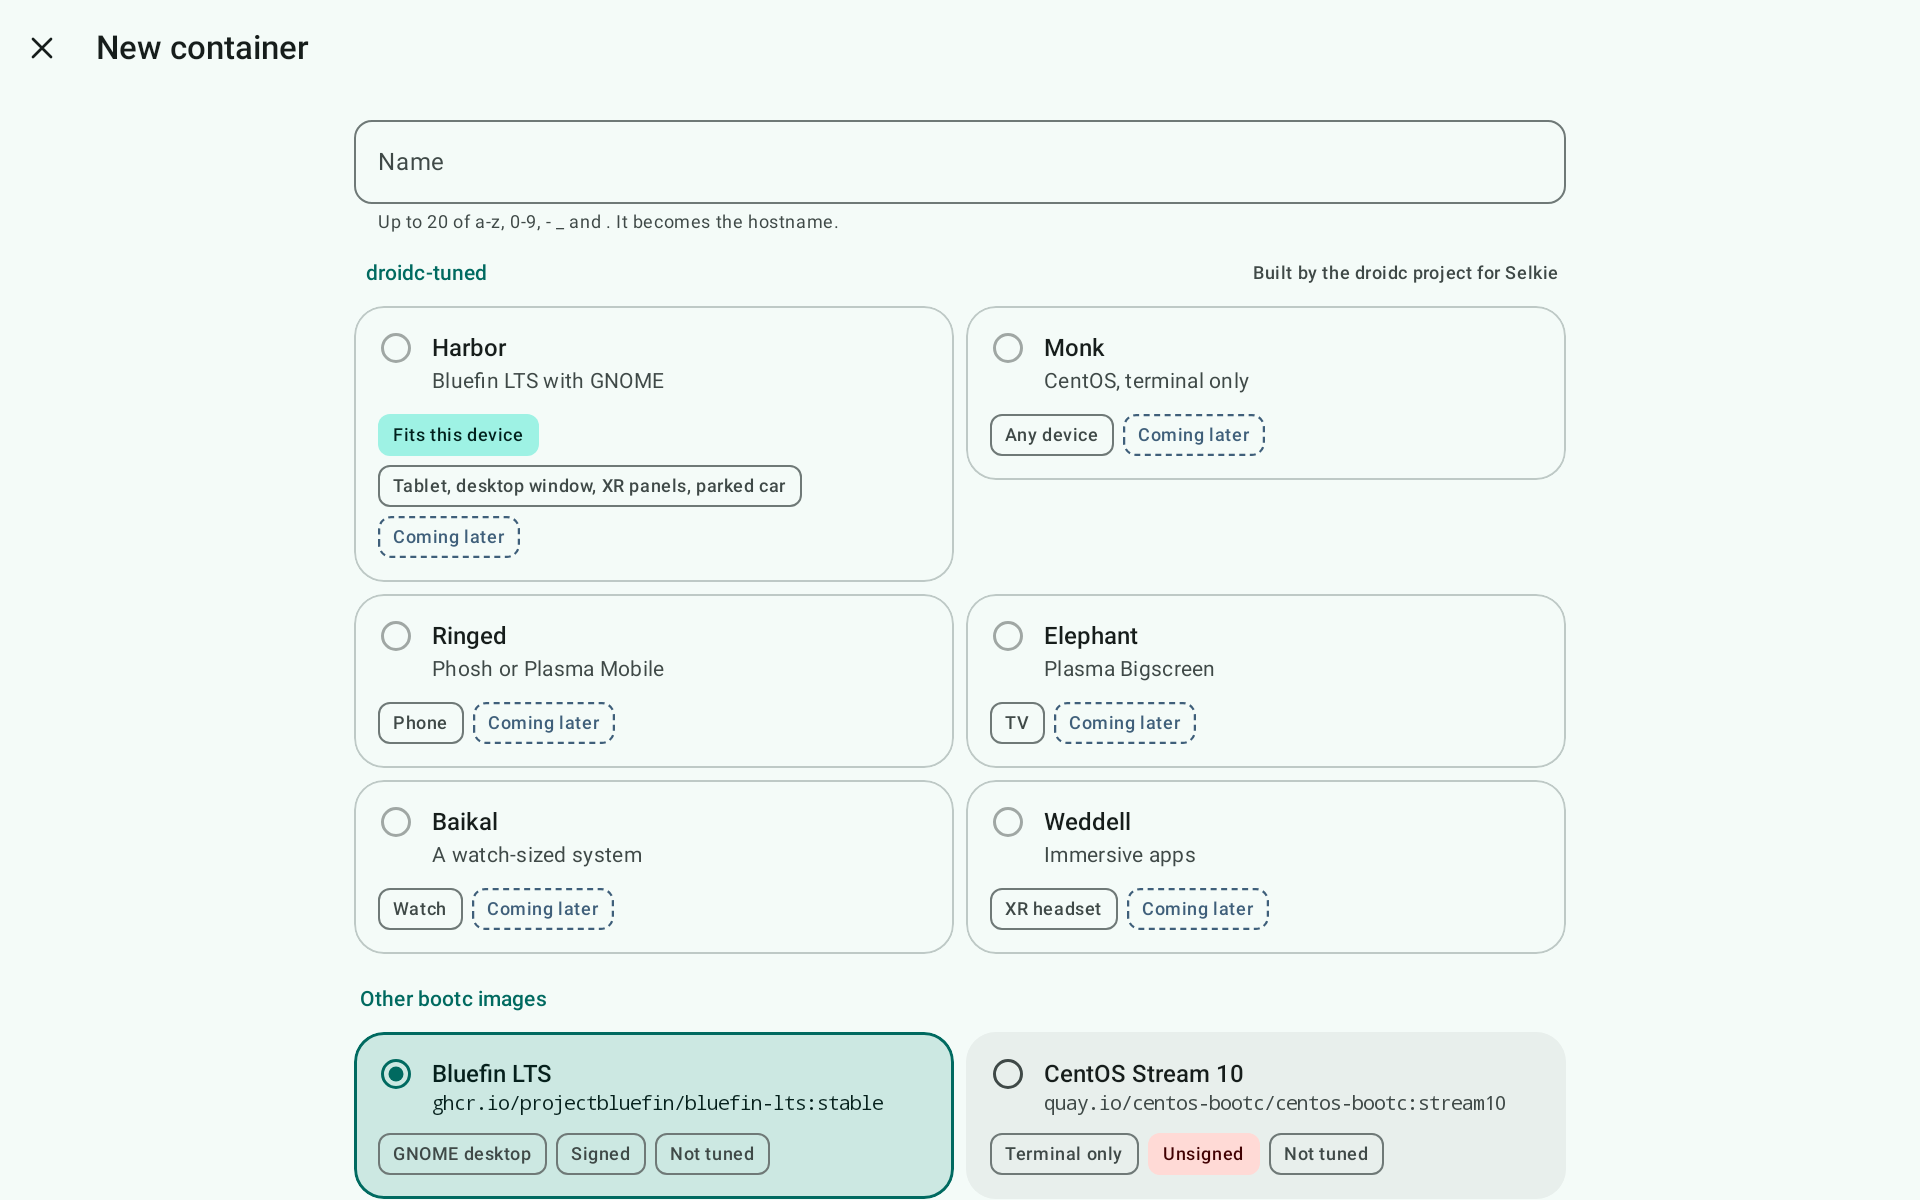 New container
Name
Up to 20 of a-z, 0-9, - _ and . It becomes the hostname.
droidc-tuned
Built by the droidc project for Selkie
Harbor
Bluefin LTS with GNOME
Fits this device
Tablet, desktop window, XR panels, parked car
Coming later
Monk
CentOS, terminal only
Any device
Coming later
Ringed
Phosh or Plasma Mobile
Phone
Coming later
Elephant
Plasma Bigscreen
TV
Coming later
Baikal
A watch-sized system
Watch
Coming later
Weddell
Immersive apps
XR headset
Coming later
Other bootc images
Bluefin LTS
ghcr.io/projectbluefin/bluefin-lts:stable
GNOME desktop
Signed
Not tuned
CentOS Stream 10
quay.io/centos-bootc/centos-bootc:stream10
Terminal only
Unsigned
Not tuned